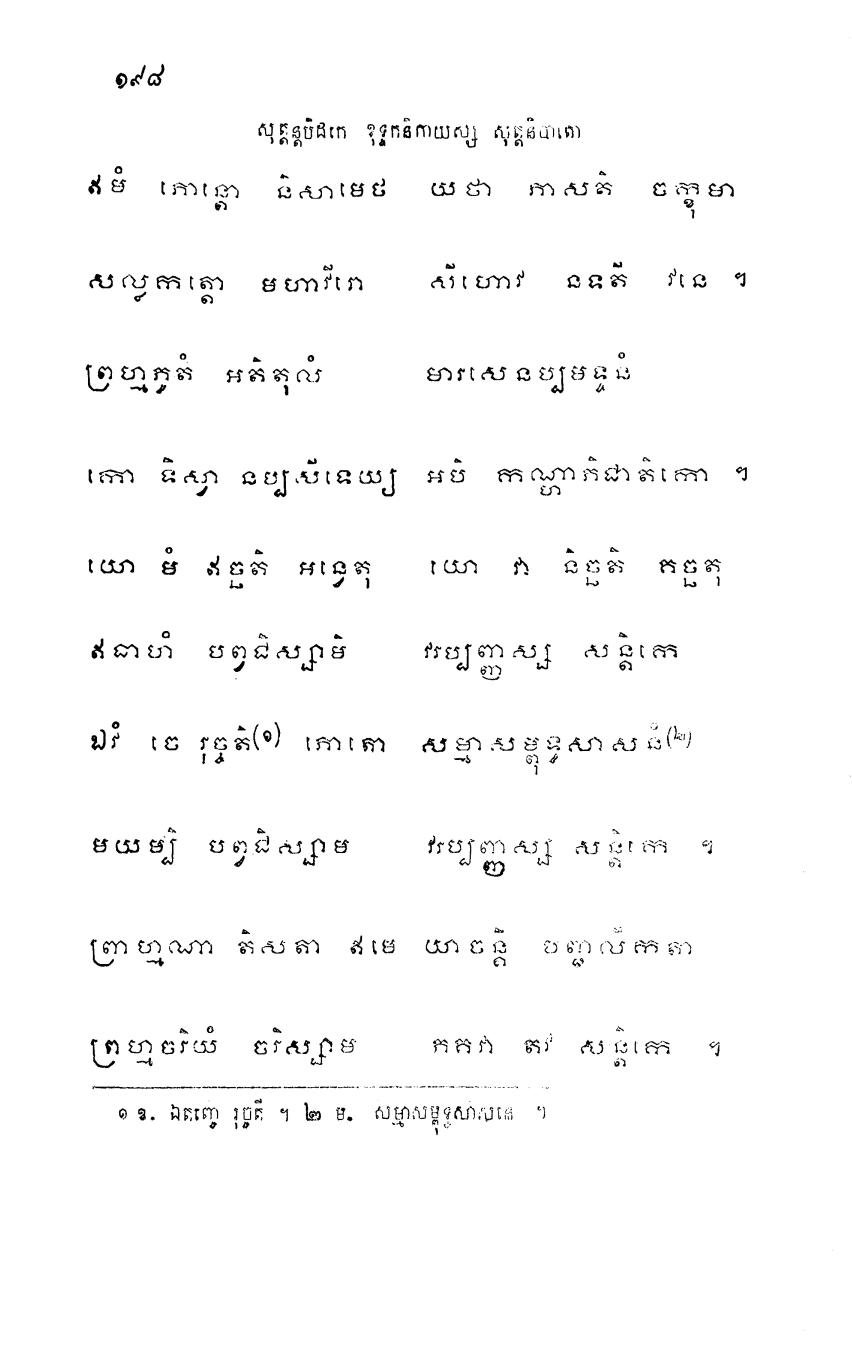 ១៩៨
សុត្តន្តបិដកេ ខុទ្ទកនិកាយស្ស សុត្តនិបាតោ
ឥមំ ភោន្តោ និសាមេថ យថា ភាសតិ ចក្ខុមា
សល្លកត្តោ មហាវីរោ សីហោវ នទតី វនេ ។
ព្រហ្មភូតំ អតិតុលំ មារសេនប្បមទ្ទនំ
កោ ទិស្វា នប្បសីទេយ្យ អបិ កណ្ហាភិជាតិកោ ។
យោ មំ ឥច្ឆតិ អន្វេតុ យោ វា និច្ឆតិ គច្ឆតុ
ឥធាហំ បព្វជិស្សាមិ វរប្បញ្ញស្ស សន្តិកេ
ឯវំ ចេ រុច្ចតិ(១) ភោតោ សម្មាសម្ពុទ្ធសាសនំ(២)
មយម្បិ បព្វជិស្សាម វរប្បញ្ញស្ស សន្តិកេ ។
ព្រាហ្មណា តិសតា ឥមេ យាចន្តិ បញ្ជលីកតា
ព្រហ្មចរិយំ ចរិស្សាម ភគវា តវ សន្តិកេ ។
១ ឱ. ឯតញ្ចេ រុច្ចតី ។ ២ ម. សម្មាសម្ពុទ្ធសាសនេ ។